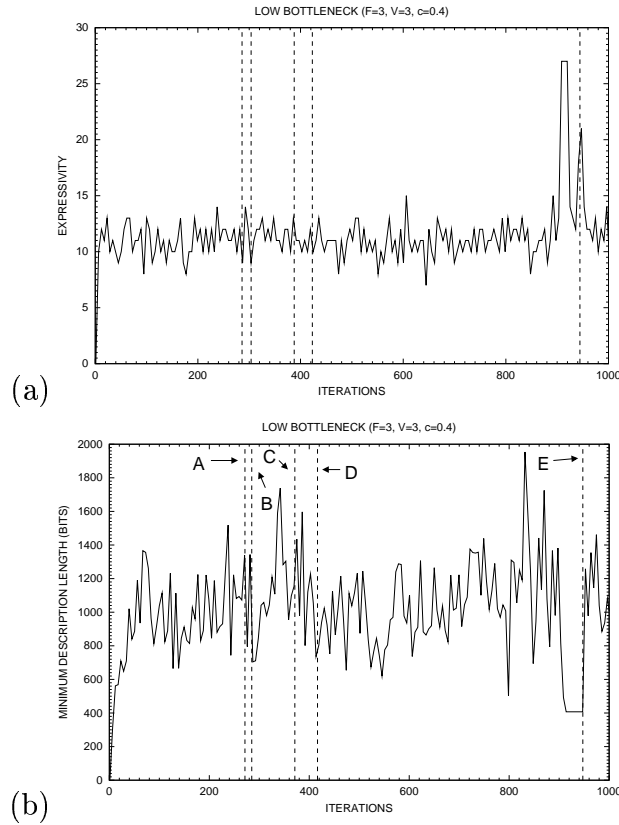 LOW BOTTLENECK (F=3, V=3, c=0.4)
30
25
20
15
10
5
0
EXPRESSIVITY
0 200 400 600 800 1000
ITERATIONS
(a)
LOW BOTTLENECK (F=3, V=3, c=0.4)
2000
1800
1600
1400
1200
1000
800
600
400
200
0
MINIMUM DESCRIPTION LENGTH (BITS)
A B C D E
0 200 400 600 800 1000
ITERATIONS
(b)